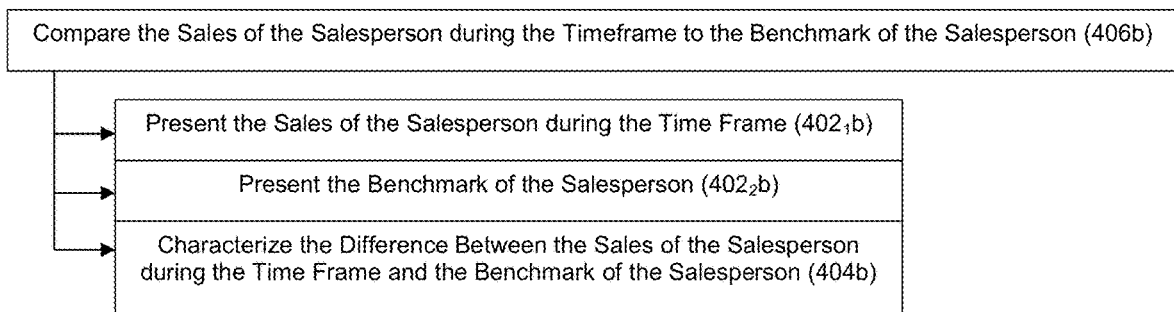 Compare the Sales of the Salesperson during the Timeframe to the Benchmark of the Salesperson (406b)
Present the Sales of the Salesperson during the Time Frame (402₁b)
Present the Benchmark of the Salesperson (402₂b)
Characterize the Difference Between the Sales of the Salesperson
during the Time Frame and the Benchmark of the Salesperson (404b)